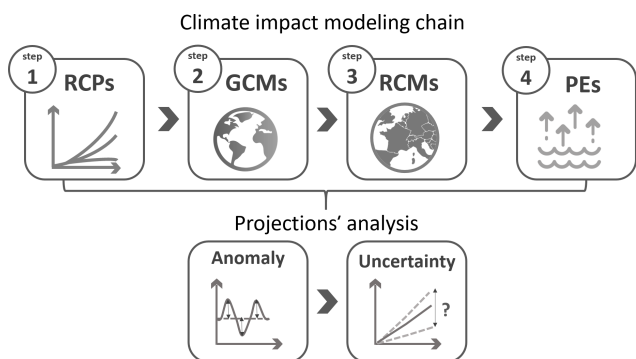 Climate impact modeling chain
step
1
RCPs
step
2
GCMs
step
3
RCMs
step
4
PEs
Projections’ analysis
Anomaly
Uncertainty
?